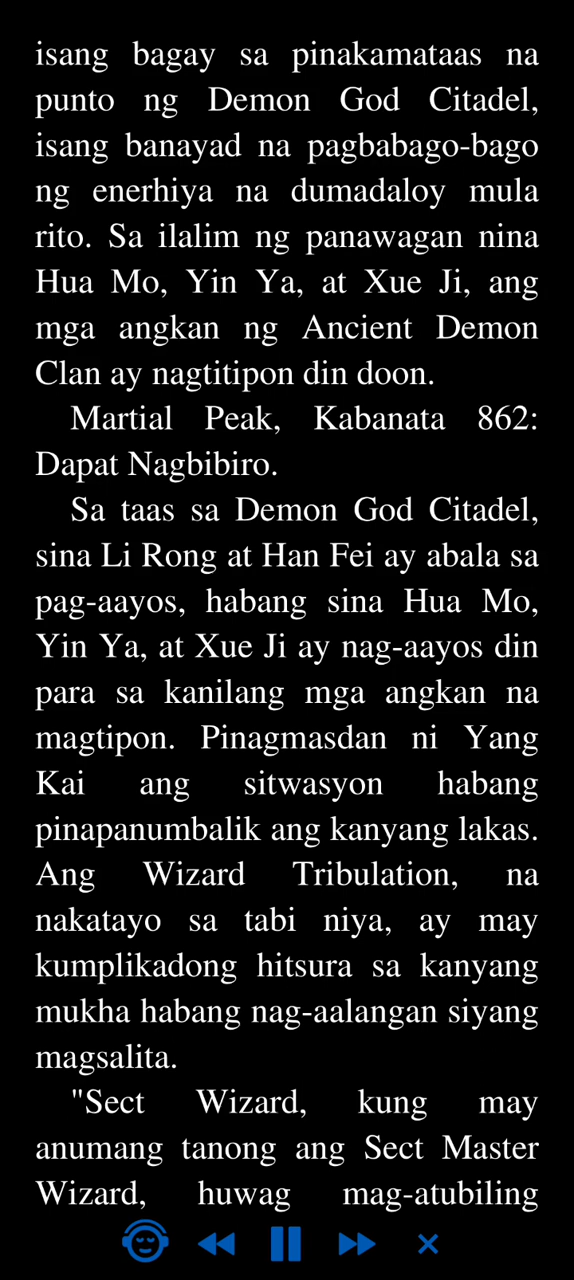 isang bagay sa pinakamataas na
punto ng Demon God Citadel,
isang banayad na pagbabago-bago
ng enerhiya na dumadaloy mula
rito. Sa ilalim ng panawagan nina
Hua Mo, Yin Ya, at Xue Ji, ang
mga angkan ng Ancient Demon
Clan ay nagtitipon din doon.
Martial Peak, Kabanata 862:
Dapat Nagbibiro.
Sa taas sa Demon God Citadel,
sina Li Rong at Han Fei ay abala sa
pag-aayos, habang sina Hua Mo,
Yin Ya, at Xue Ji ay nag-aayos din
para sa kanilang mga angkan na
magtipon. Pinagmasdan ni Yang
Kai ang sitwasyon habang
pinapanumbalik ang kanyang lakas.
Ang Wizard Tribulation, na
nakatayo sa tabi niya, ay may
kumplikadong hitsura sa kanyang
mukha habang nag-aalangan siyang
magsalita.
"Sect Wizard, kung may
anumang tanong ang Sect Master
Wizard, huwag mag-atubiling